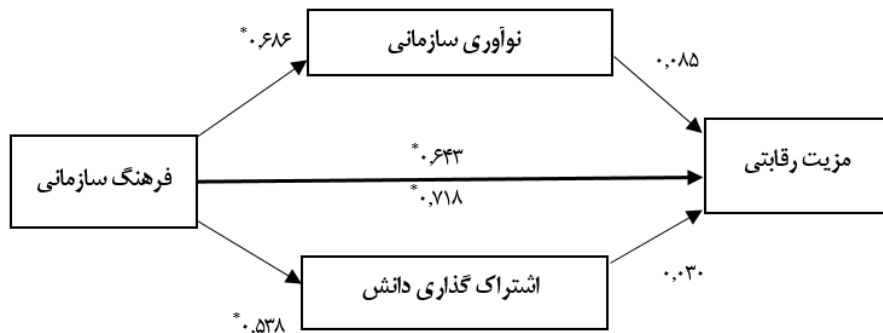 نوآوری سازمانی
*۰,۶۸۶
۰,۰۸۵
فرهنگ سازمانی
*۰,۶۴۳
*۰,۷۱۸
مزیت رقابتی
اشتراک گذاری دانش
*۰,۵۳۸
۰,۰۳۰